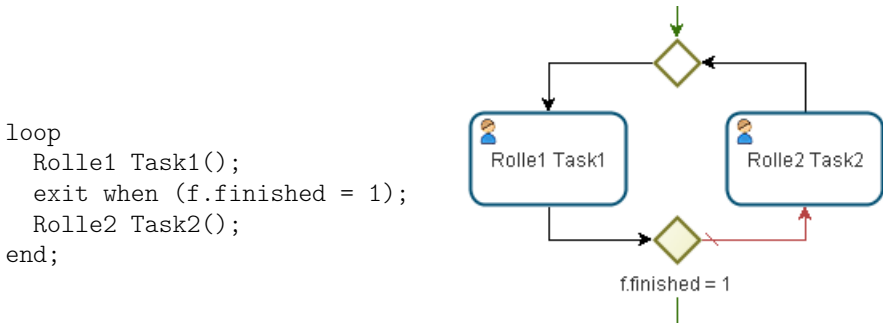 loop
  Rolle1 Task1();
  exit when (f.finished = 1);
  Rolle2 Task2();
end;
Rolle1 Task1
Rolle2 Task2
f.finished = 1